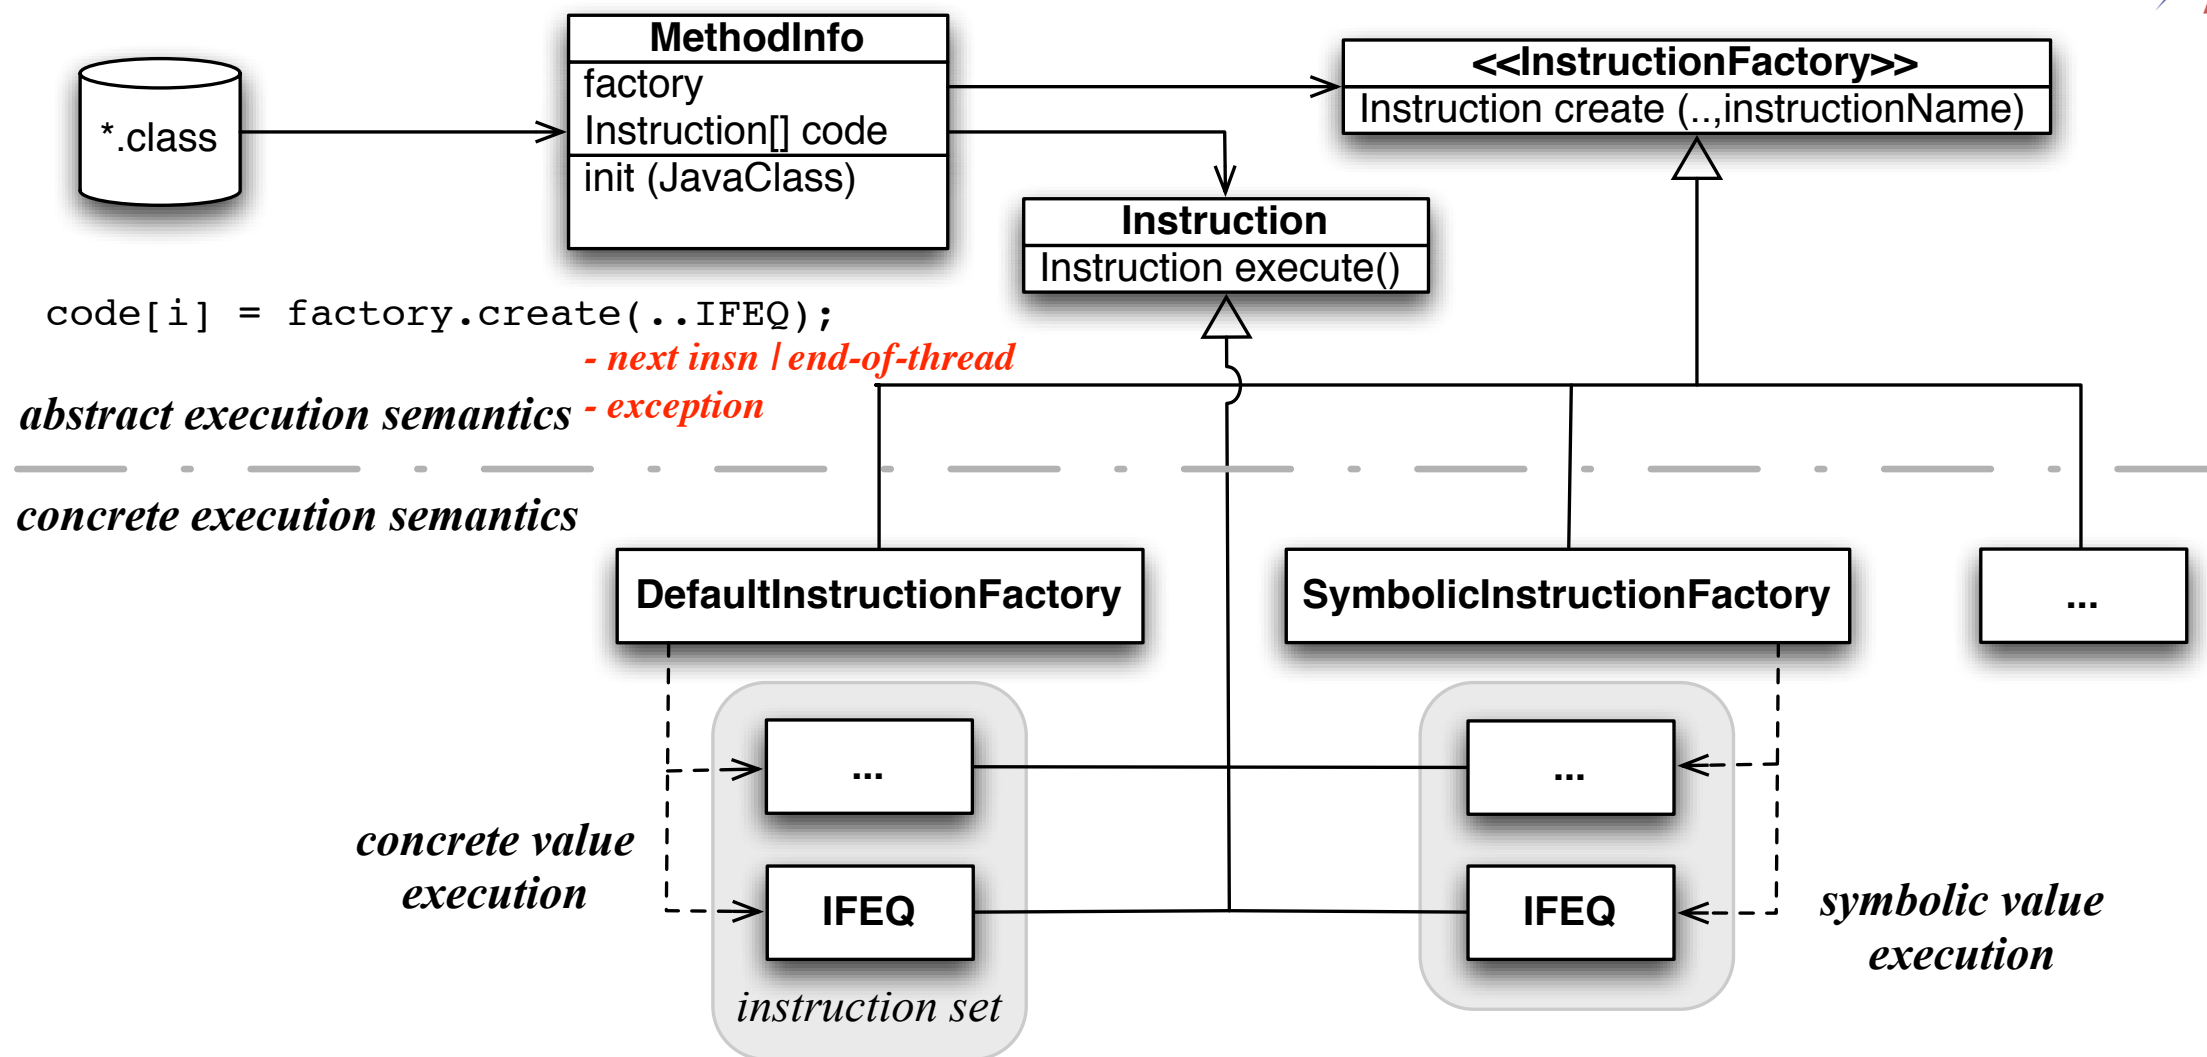 MethodInfo
factory
Instruction[] code
init (JavaClass)
*.class
<<InstructionFactory>>
Instruction create (..,instructionName)
Instruction
Instruction execute()
code[i] = factory.create(..IFEQ);
- next insn | end-of-thread
- exception
abstract execution semantics
concrete execution semantics
DefaultInstructionFactory
SymbolicInstructionFactory
...
...
...
concrete value
execution
IFEQ
IFEQ
symbolic value
execution
instruction set